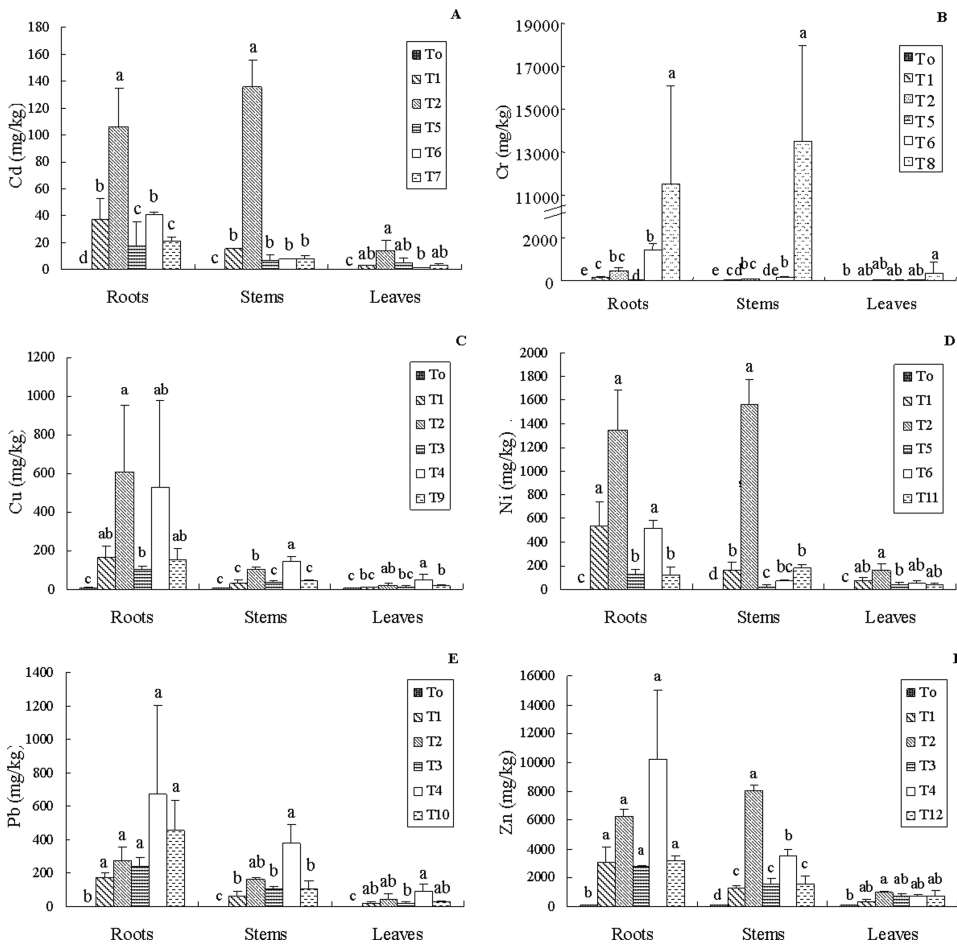 A
Cd (mg/kg)
180
160
140
120
100
80
60
40
20
0
d b a c b c
c b a b b b
c ab a ab b ab
Roots Stems Leaves
To
T1
T2
T5
T6
T7
B
Cr (mg/kg)
19000
17000
15000
13000
11000
2000
0
e c bc d b a
e cd bc de b a
b ab ab ab ab a
Roots Stems Leaves
To
T1
T2
T5
T6
T8
C
Cu (mg/kg)
1200
1000
800
600
400
200
0
c ab a b ab ab
c c b c a c
c bc ab bc a b
Roots Stems Leaves
To
T1
T2
T3
T4
T9
D
Ni (mg/kg)
2000
1800
1600
1400
1200
1000
800
600
400
200
0
c a a b a b
d b a c bc b
c ab a b ab ab
Roots Stems Leaves
To
T1
T2
T5
T6
T11
E
Pb (mg/kg)
1400
1200
1000
800
600
400
200
0
b a a a a a
c b ab b a b
c ab ab b a ab
Roots Stems Leaves
To
T1
T2
T3
T4
T10
Zn (mg/kg)
16000
14000
12000
10000
8000
6000
4000
2000
0
b a a a a a
d c a c b c
b ab a ab ab ab
Roots Stems Leaves
To
T1
T2
T3
T4
T12